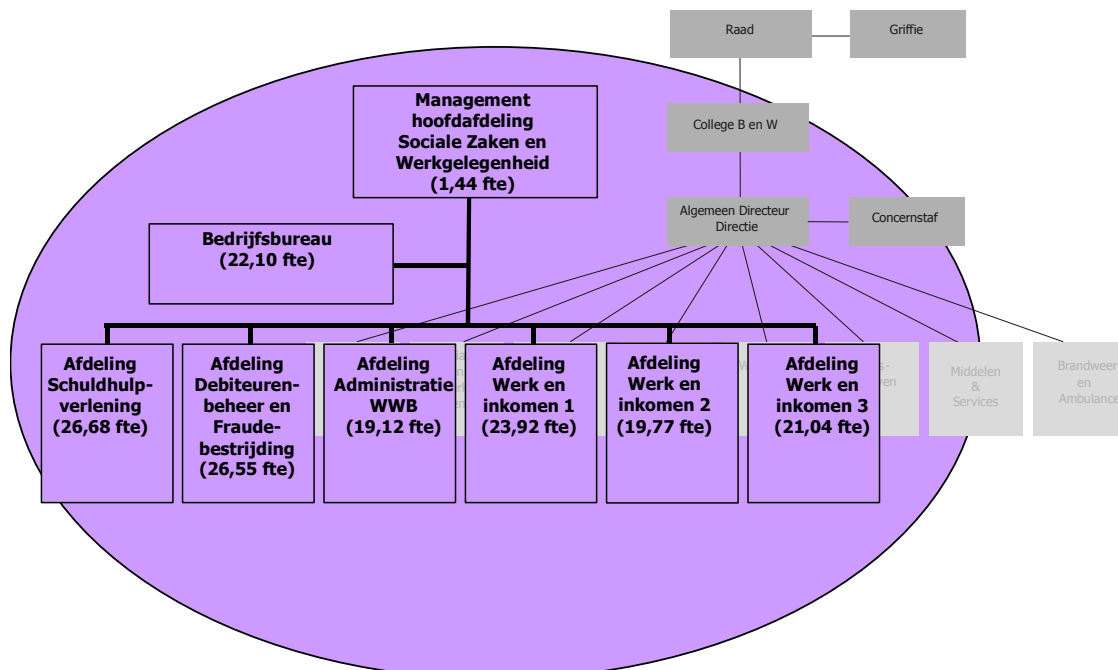 Raad
Griffie
College B en W
Algemeen Directeur
Directie
Concernstaf
Management
hoofdafdeling
Sociale Zaken en
Werkgelegenheid
(1,44 fte)
Bedrijfsbureau
(22,10 fte)
Afdeling
Schuldhulp-
verlening
(26,68 fte)
Afdeling
Debiteuren-
beheer en
Fraude-
bestrijding
(26,55 fte)
Afdeling
Administratie
WWB
(19,12 fte)
Afdeling
Werk en
inkomen 1
(23,92 fte)
Afdeling
Werk en
inkomen 2
(19,77 fte)
Afdeling
Werk en
inkomen 3
(21,04 fte)
Middelen
&
Services
Brandweer
en
Ambulance